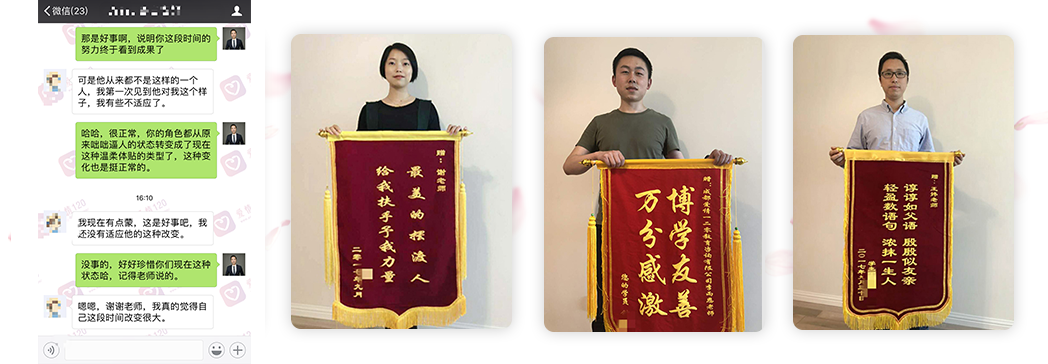 微信(23)
那是好事啊，说明你这段时间的
努力终于看到成果了
可是他从来都不是这样的一个
人，我第一次见到他对我这个样
子，我有些不适应了。
哈哈，很正常，你的角色都从原
来咄咄逼人的状态转变成了现在
这种温柔体贴的类型了，这种变
化也是挺正常的。
16:10
我现在有点蒙，这是好事吧，我
还没有适应他的这种改变。
没事的，好好珍惜你们现在这种
状态哈，记得老师说的。
嗯嗯，谢谢老师，我真的觉得自
己这段时间改变很大。
赠：谢老师
最美的摆渡人
给我扶手予我力量
二零一七九月
赠：成都爱情一二零教育咨询有限公司李雨恩老师
博学友善
万分感激
您的学员
赠：王玮老师
谆谆如父语 殷殷似友亲
轻盈数语句 浓抹一生人
学生